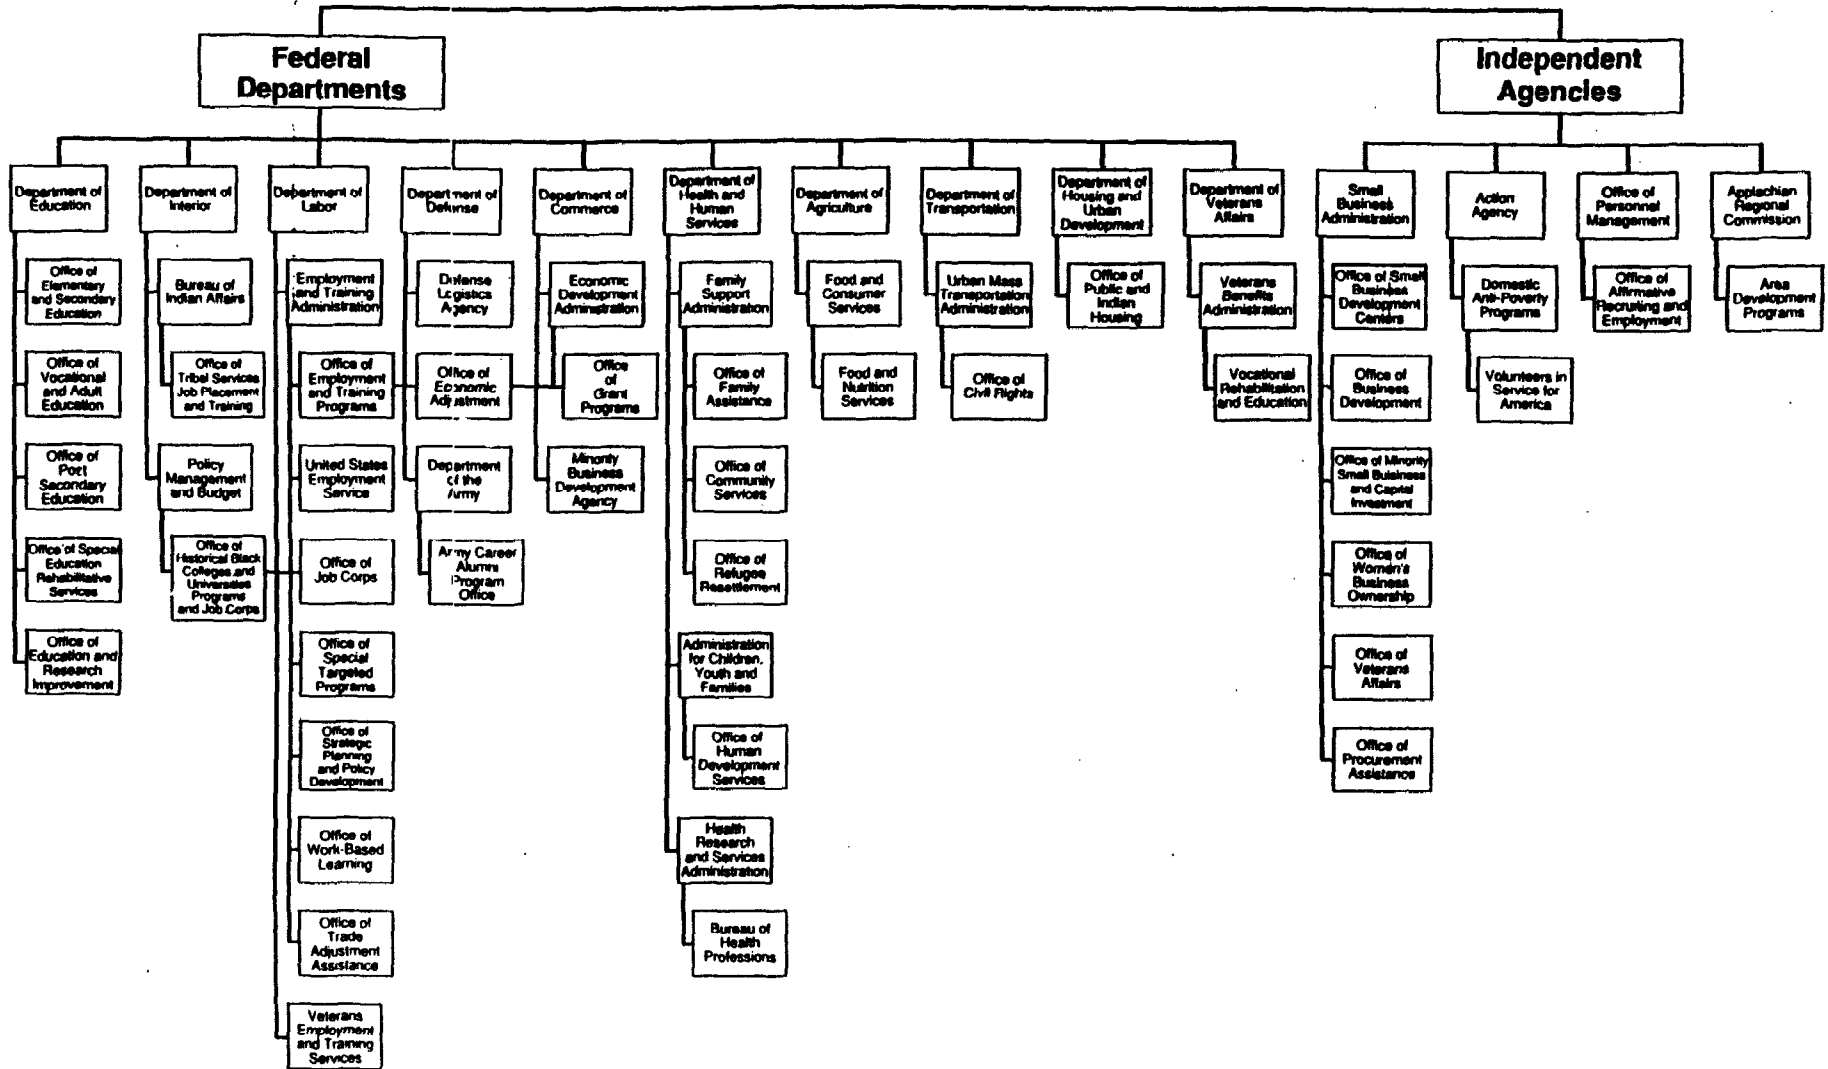 Federal
Departments
Independent
Agencies
Department of
Education
Department of
Interior
Department of
Labor
Department of
Defense
Department of
Commerce
Department of
Health and
Human
Services
Department of
Agriculture
Department of
Transportation
Department of
Housing and
Urban
Development
Department of
Veterans
Affairs
Small
Business
Administration
Action
Agency
Office of
Personnel
Management
Applachian
Regional
Commission
Office of
Elementary
and Secondary
Education
Office of
Vocational
and Adult
Education
Office of
Post
Secondary
Education
Office of Special
Education
Rehabilitative
Services
Office of
Education and
Research
Improvement
Bureau of
Indian Affairs
Office of
Tribal Services
Job Placement
and Training
Policy
Management
and Budget
Office of
Historical Black
Colleges and
Universities
Programs
and Job Corps
Employment
and Training
Administration
Office of
Employment
and Training
Programs
United States
Employment
Service
Office of
Job Corps
Office of
Special
Targeted
Programs
Office of
Strategic
Planning
and Policy
Development
Office of
Work-Based
Learning
Office of
Trade
Adjustment
Assistance
Veterans
Employment
and Training
Services
Defense
Logistics
Agency
Office of
Economic
Adjustment
Department
of the
Army
Army Career
Alumni
Program
Office
Economic
Development
Administration
Office
of
Grant
Programs
Minority
Business
Development
Agency
Family
Support
Administration
Office of
Family
Assistance
Office of
Community
Services
Office of
Refugee
Resettlement
Administration
for Children,
Youth and
Families
Office of
Human
Development
Services
Health
Research
and Services
Administration
Bureau of
Health
Professions
Food and
Consumer
Services
Food and
Nutrition
Services
Urban Mass
Transportation
Administration
Office of
Civil Rights
Office of
Public and
Indian
Housing
Veterans
Benefits
Administration
Vocational
Rehabilitation
and Education
Office of Small
Business
Development
Centers
Office of
Business
Development
Office of Minority
Small Buisiness
and Capital
Investment
Office of
Women's
Business
Ownership
Office of
Veterans
Affairs
Office of
Procurement
Assistance
Domestic
Anti-Poverty
Programs
Volunteers in
Service for
America
Office of
Affirmative
Recruiting and
Employment
Area
Development
Programs